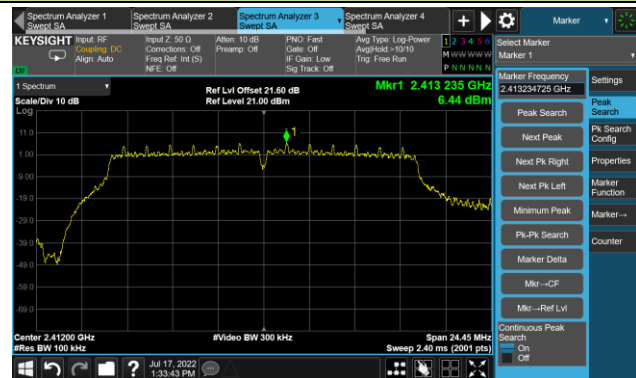 Spectrum Analyzer 1
Swept SA
Spectrum Analyzer 2
Swept SA
Spectrum Analyzer 3
Swept SA
Spectrum Analyzer 4
Swept SA
+
Marker
KEYSIGHT
Input: RF
Coupling: DC
Align: Auto
Input Z: 50 Ω
Corrections: Off
Freq Ref: Int (S)
NFE: Off
Atten: 10 dB
Preamp: Off
PNO: Fast
Gate: Off
IF Gain: Low
Sig Track: Off
Avg Type: Log-Power
Avg|Hold:>10/10
Trig: Free Run
1 2 3 4 5 6
M W W W W W
P N N N N N
LW
Select Marker
Marker 1
1 Spectrum
Scale/Div 10 dB
Log
Ref Lvl Offset 21.60 dB
Ref Level 21.00 dBm
Mkr1 2.413 235 GHz
6.44 dBm
1
11.0
1.00
-9.00
-19.0
-29.0
-39.0
-49.0
-59.0
-69.0
Center 2.41200 GHz
#Res BW 100 kHz
#Video BW 300 kHz
Span 24.45 MHz
Sweep 2.40 ms (2001 pts)
Marker Frequency
2.413234725 GHz
Peak Search
Next Peak
Next Pk Right
Next Pk Left
Minimum Peak
Pk-Pk Search
Marker Delta
Mkr→CF
Mkr→Ref Lvl
Continuous Peak
Search
On
Off
Settings
Peak
Search
Pk Search
Config
Properties
Marker
Function
Marker→
Counter
?
Jul 17, 2022
1:33:43 PM